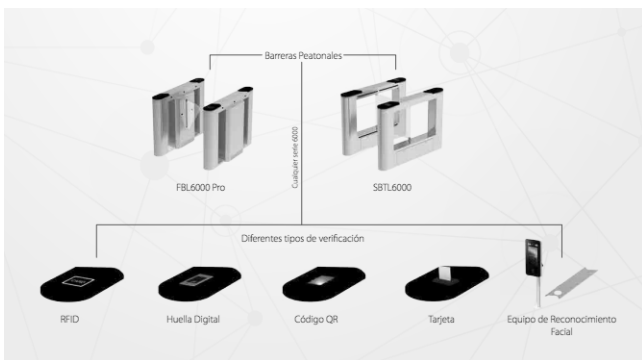 Barreras Peatonales
Cualquier serie 6000
FBL6000 Pro
SBTL6000
Diferentes tipos de verificación
RFID
Huella Digital
Código QR
Tarjeta
Equipo de Reconocimiento
Facial